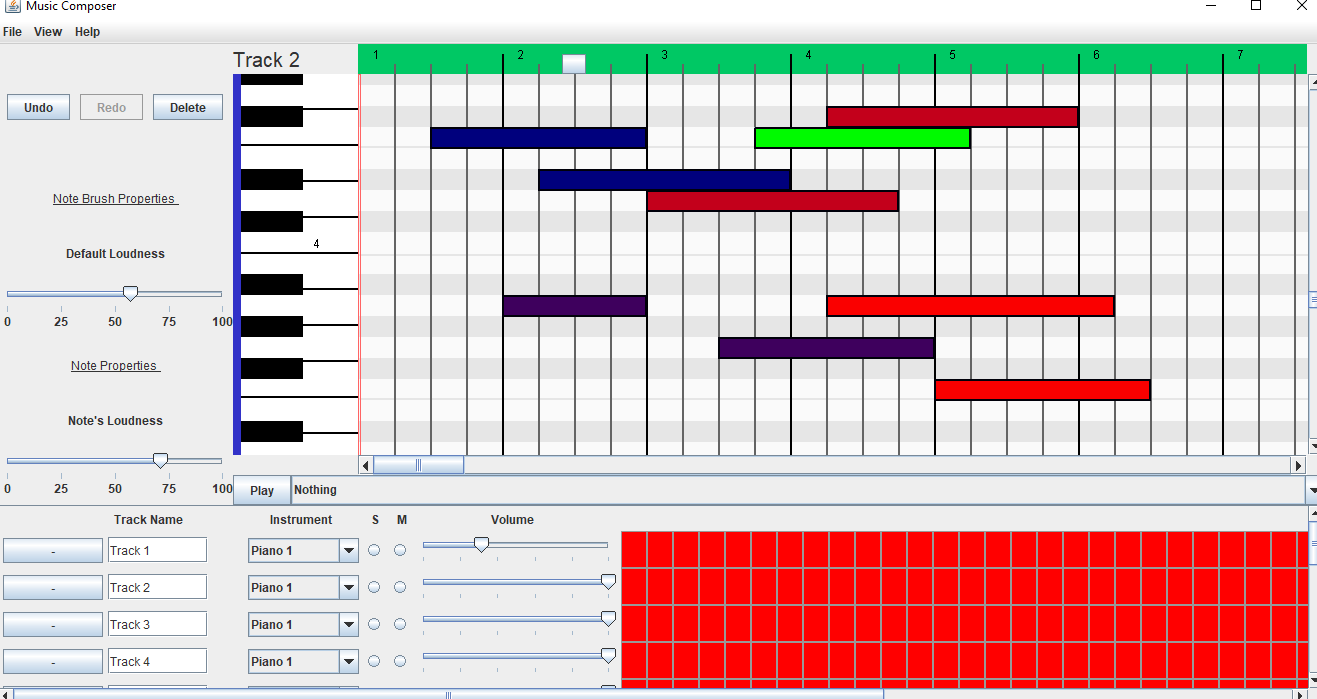 Music Composer
File View Help
Track 2
1 2 3 4 5 6 7
Undo Redo Delete
Note Brush Properties
4
Default Loudness
0 25 50 75 100
Note Properties
Note's Loudness
0 25 50 75 100
Play Nothing
Track Name Instrument S M Volume
- Track 1 Piano 1
- Track 2 Piano 1
- Track 3 Piano 1
- Track 4 Piano 1